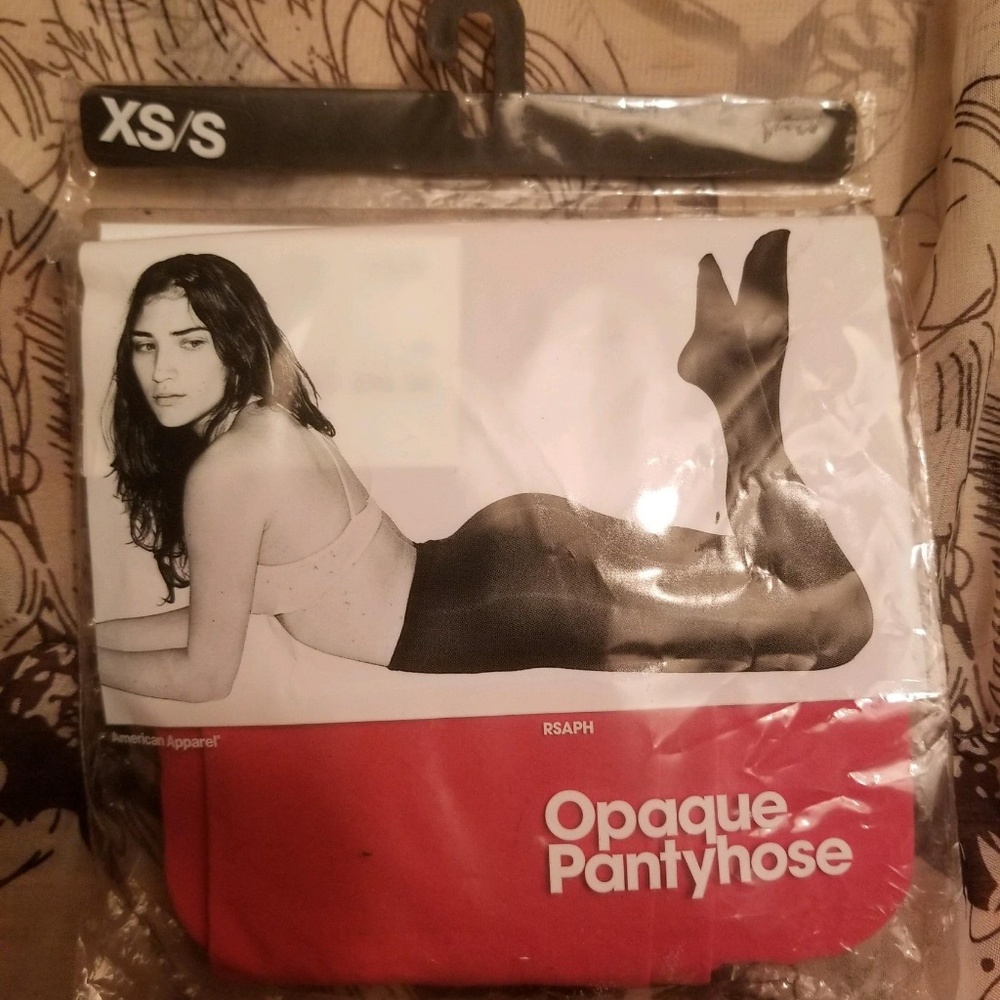 XS/S
American Apparel®
RSAPH
Opaque
Pantyhose